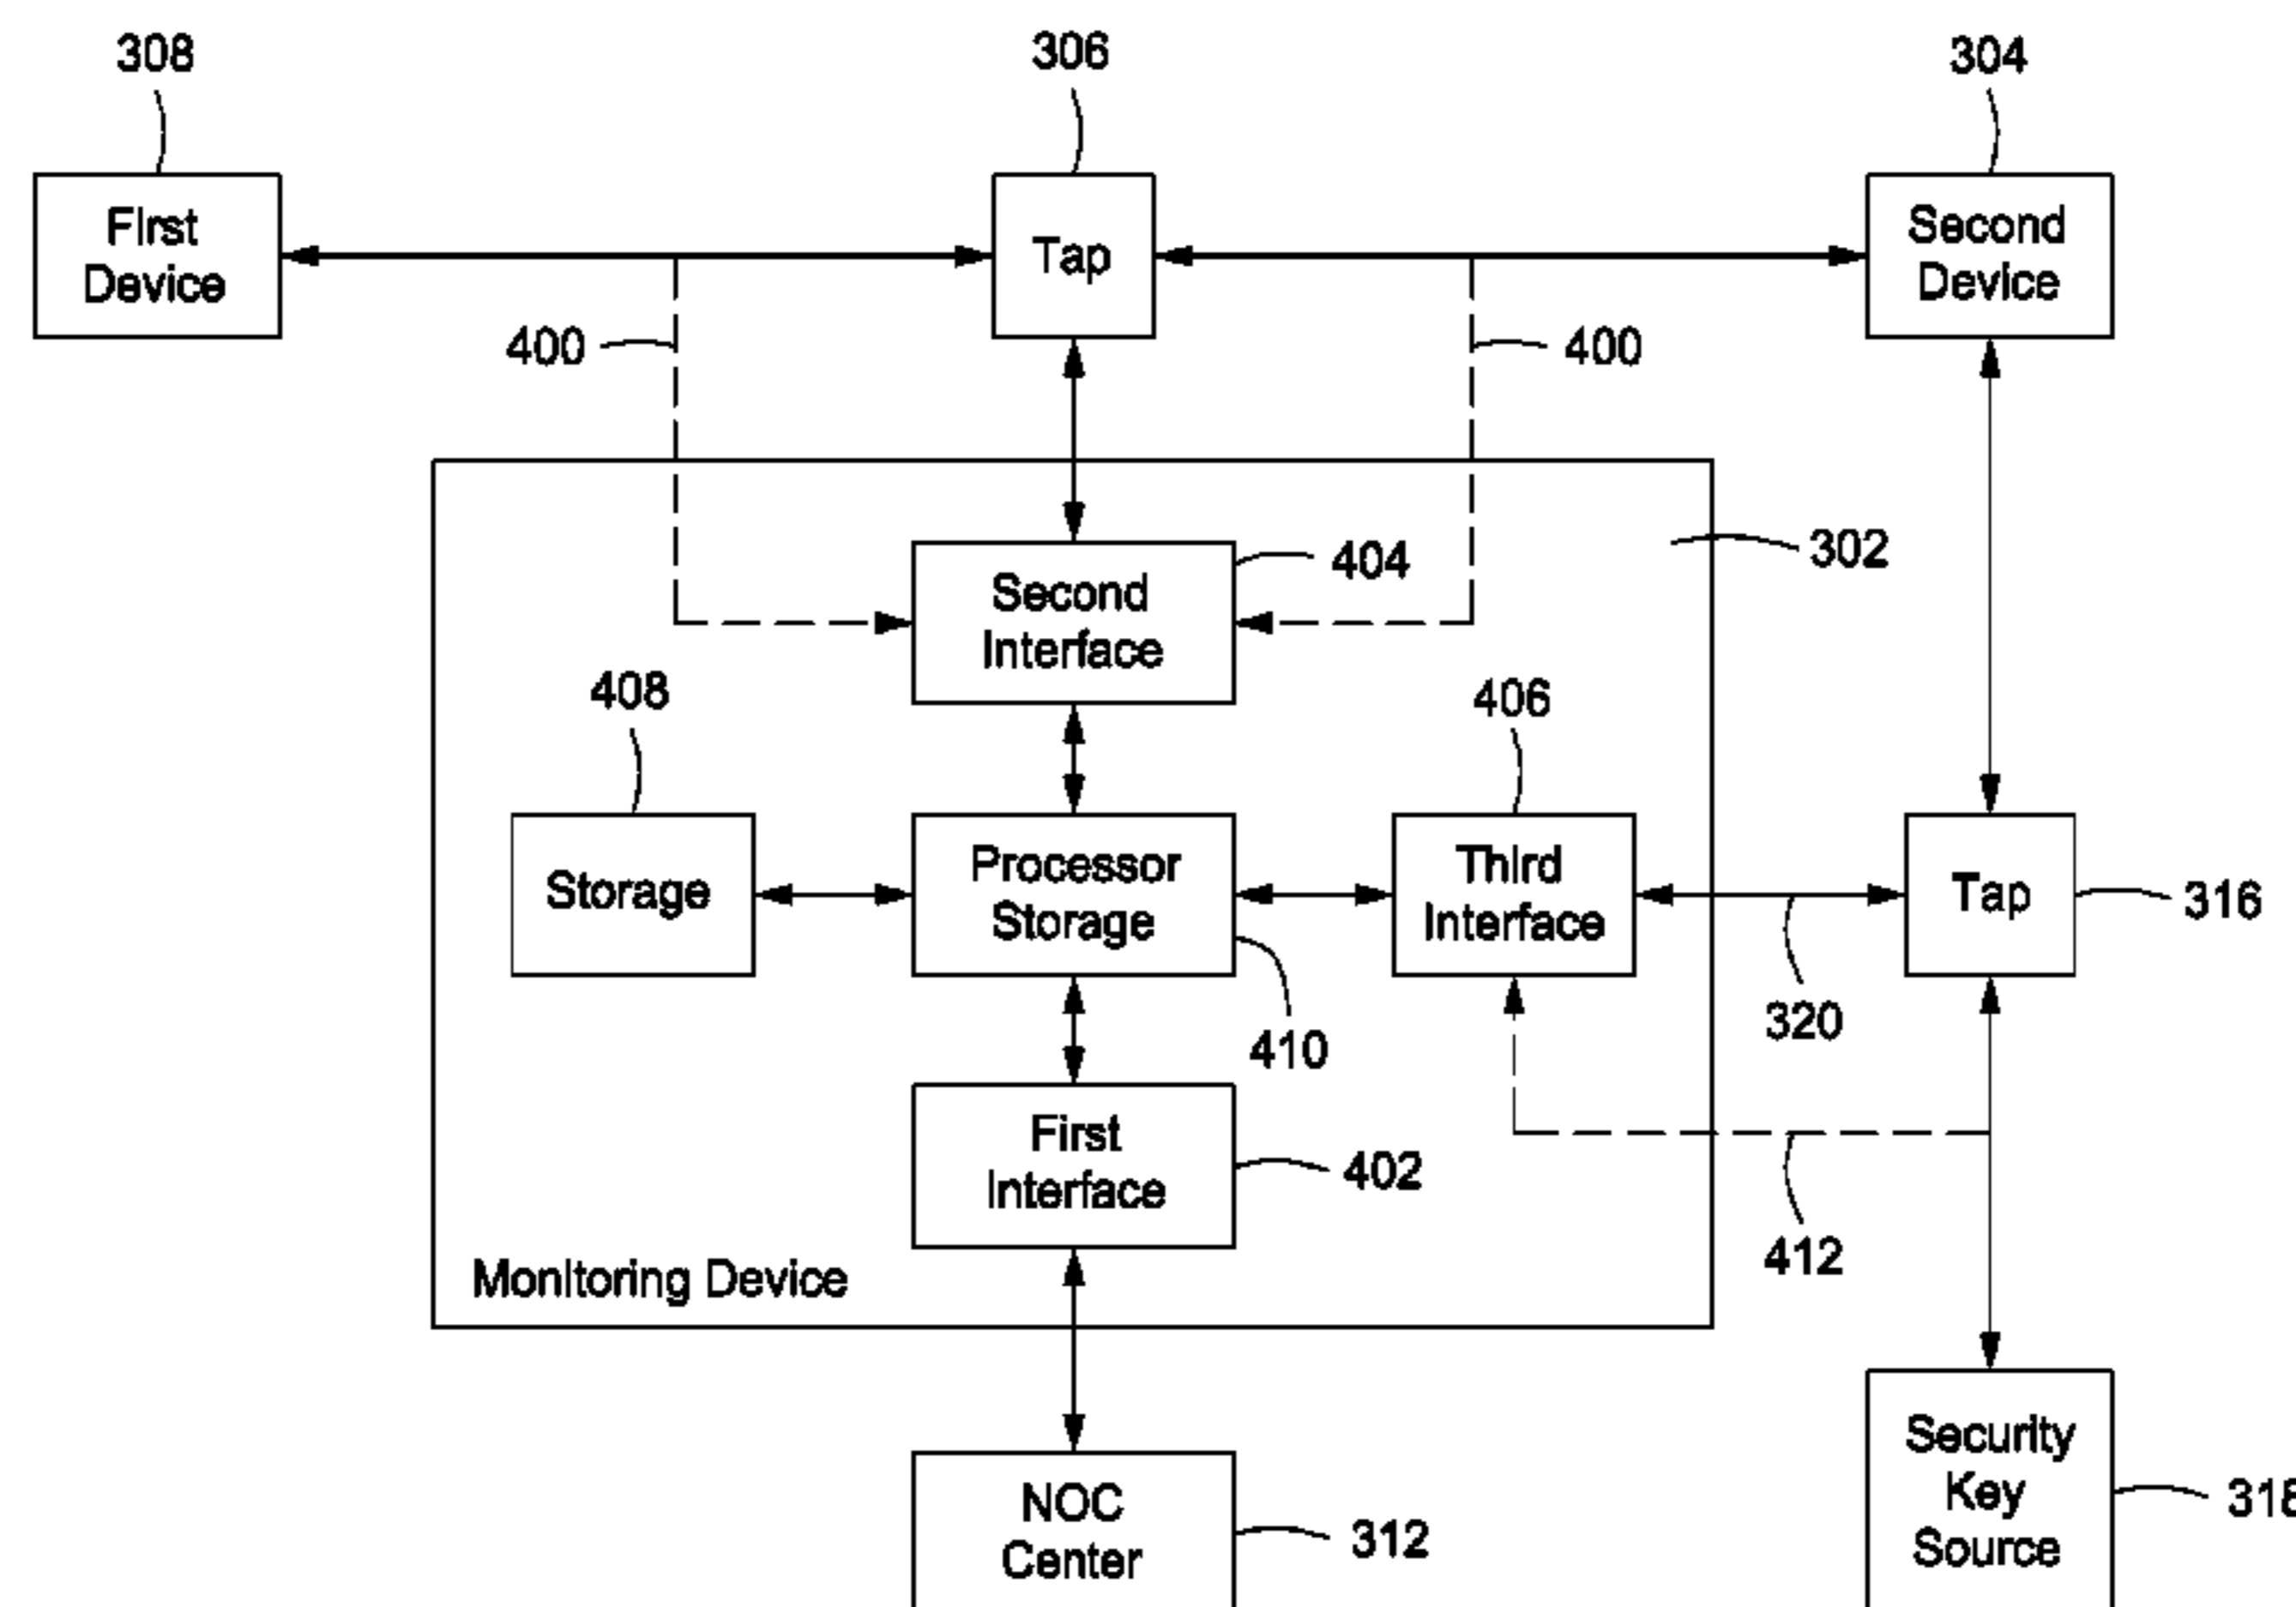 308
306
304
First
Device
Tap
Second
Device
400
400
302
404
Second
Interface
408
406
Storage
Processor
Storage
Third
Interface
Tap
316
320
410
First
Interface
402
412
Monitoring Device
NOC
Center
312
Security
Key
Source
318